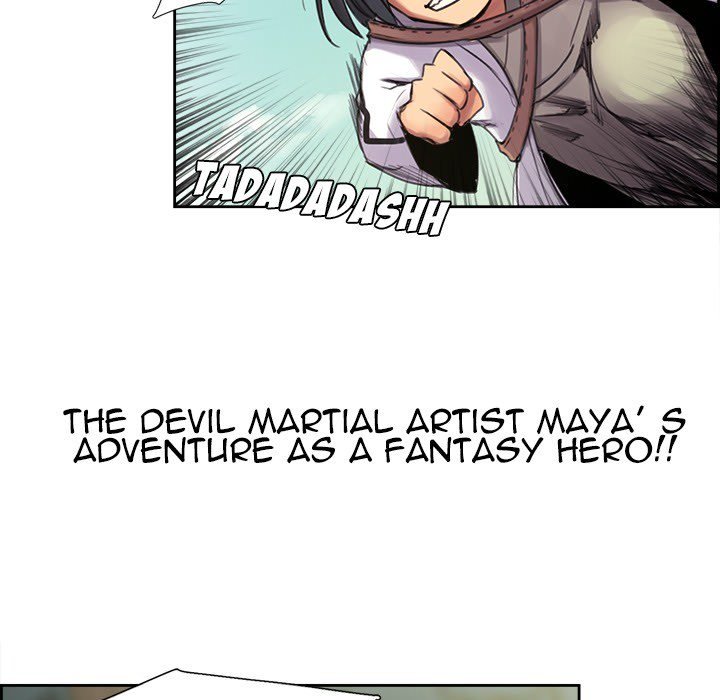 TADADADASHH
THE DEVIL MARTIAL ARTIST MAYA' S
ADVENTURE AS A FANTASY HERO!!